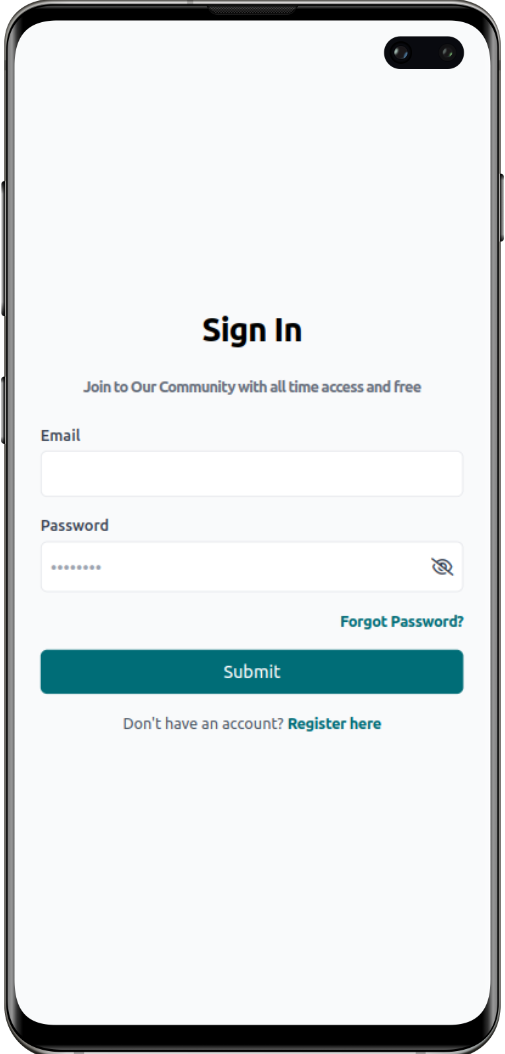 Sign In
Join to Our Community with all time access and free
Email
Password
••••••••
Forgot Password?
Submit
Don't have an account? Register here